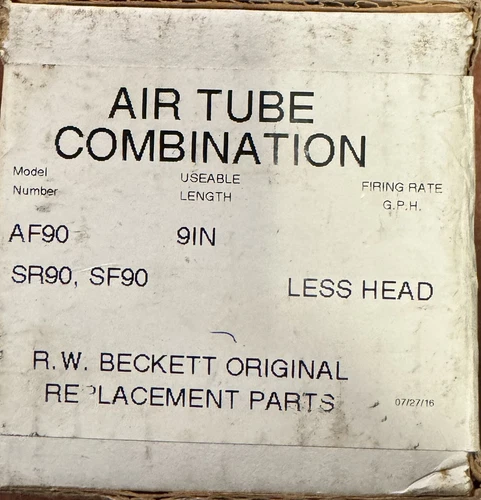 AIR TUBE
COMBINATION
Model
Number
USEABLE
LENGTH
FIRING RATE
G.P.H.
AF90 9IN
SR90, SF90 LESS HEAD
R.W. BECKETT ORIGINAL
REPLACEMENT PARTS
07/27/16